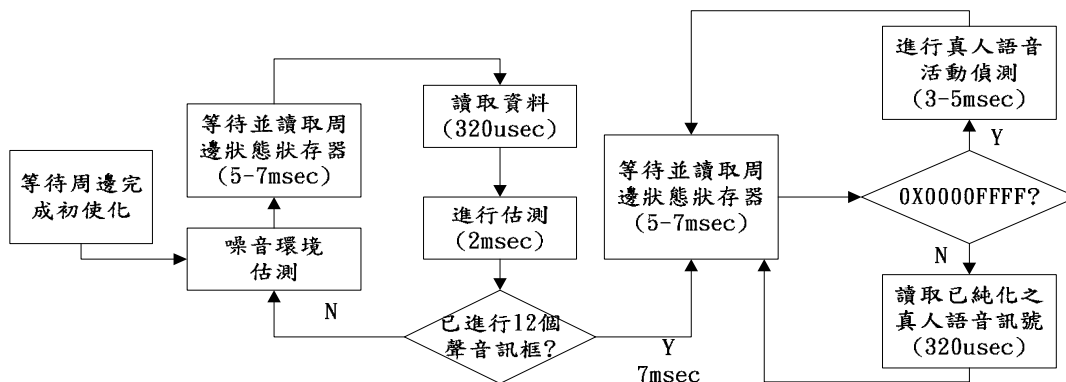 等待周邊完
成初使化
噪音環境
估測
等待並讀取周
邊狀態狀存器
(5-7msec)
讀取資料
(320usec)
進行估測
(2msec)
已進行12個
聲音訊框?
N
Y
7msec
等待並讀取周
邊狀態狀存器
(5-7msec)
0X0000FFFF?
Y
進行真人語音
活動偵測
(3-5msec)
N
讀取已純化之
真人語音訊號
(320usec)